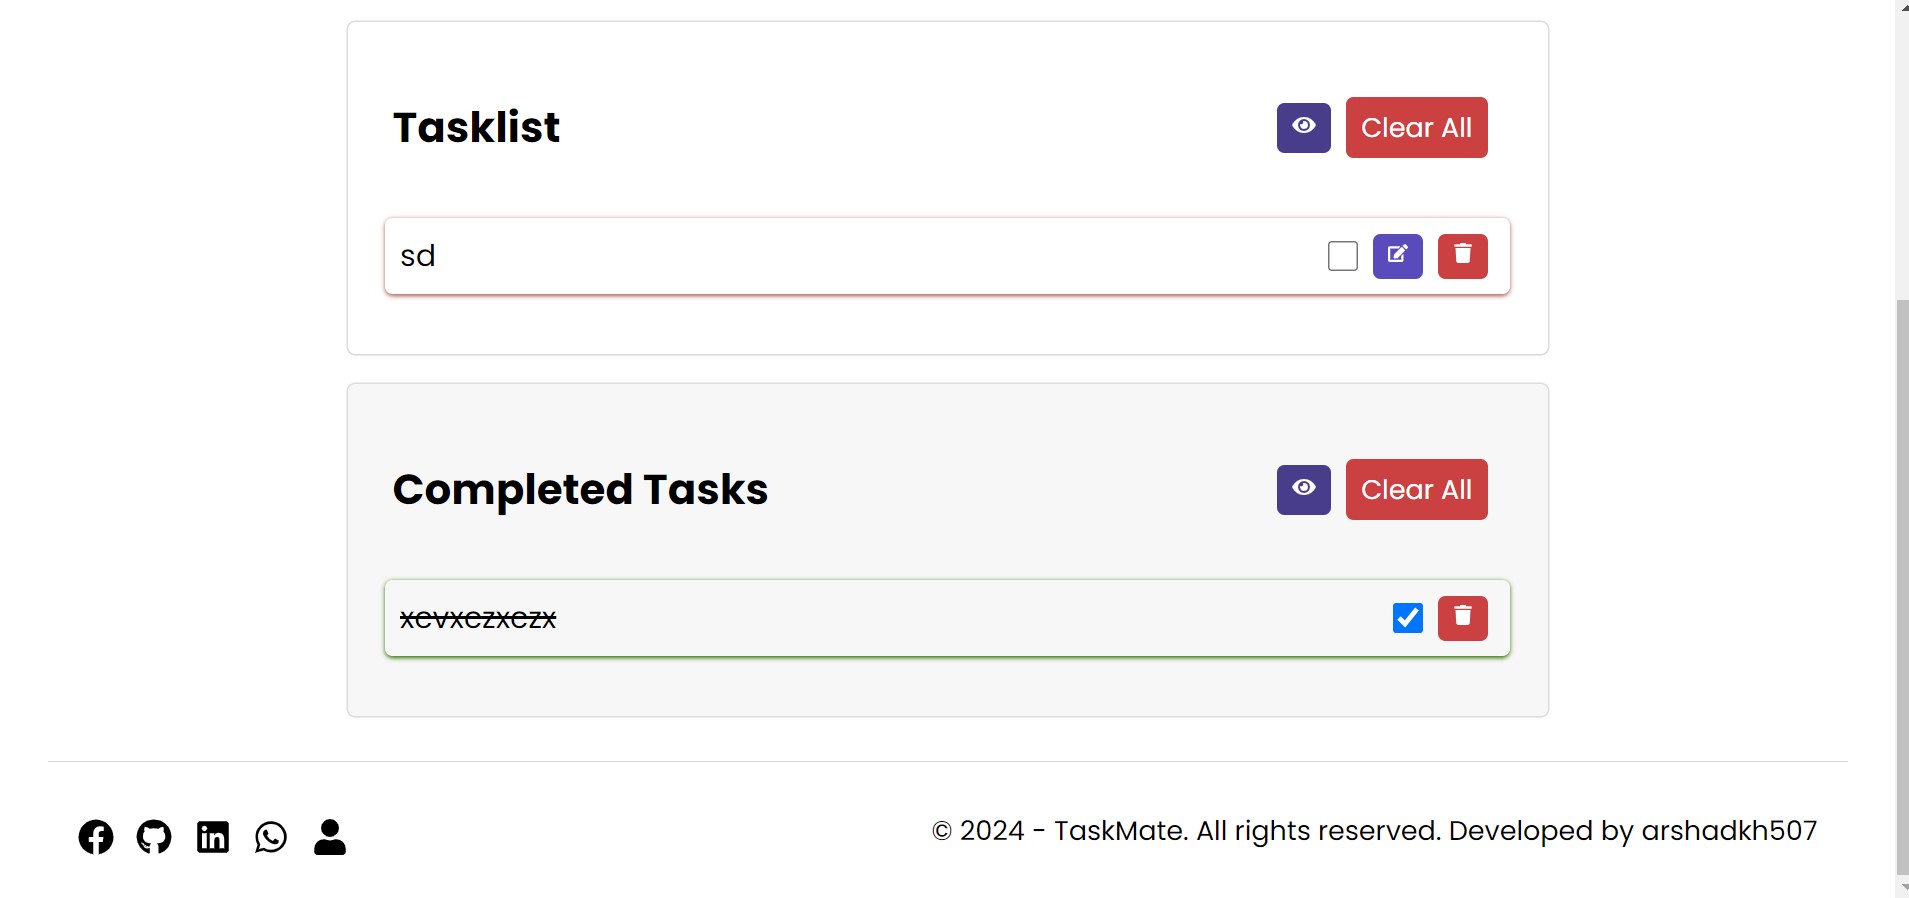 Tasklist
Clear All
sd
Completed Tasks
Clear All
xcvxczxczx
© 2024 - TaskMate. All rights reserved. Developed by arshadkh507